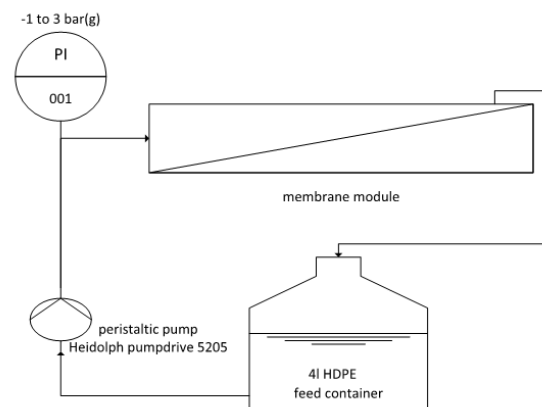 -1 to 3 bar(g)
PI
001
membrane module
peristaltic pump
Heidolph pumpdrive 5205
4l HDPE
feed container